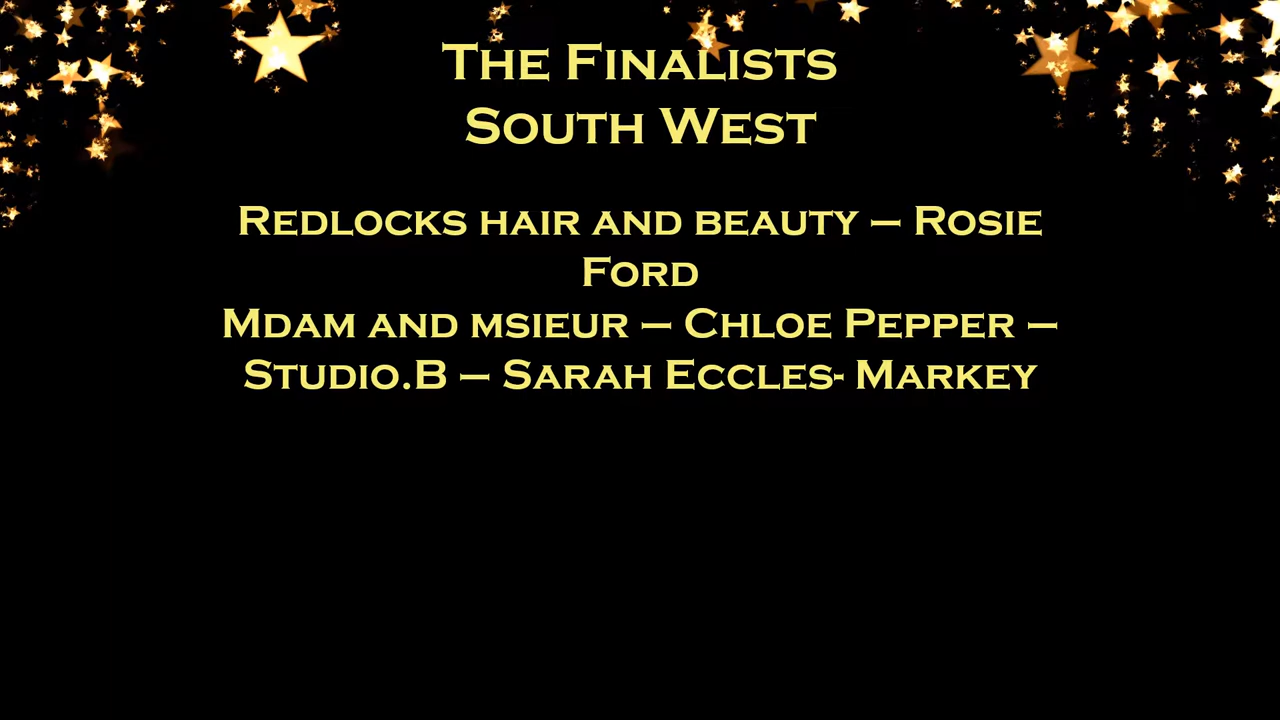 The Finalists
South West
Redlocks hair and beauty – Rosie
Ford
Mdam and msieur – Chloe Pepper –
Studio.B – Sarah Eccles- Markey